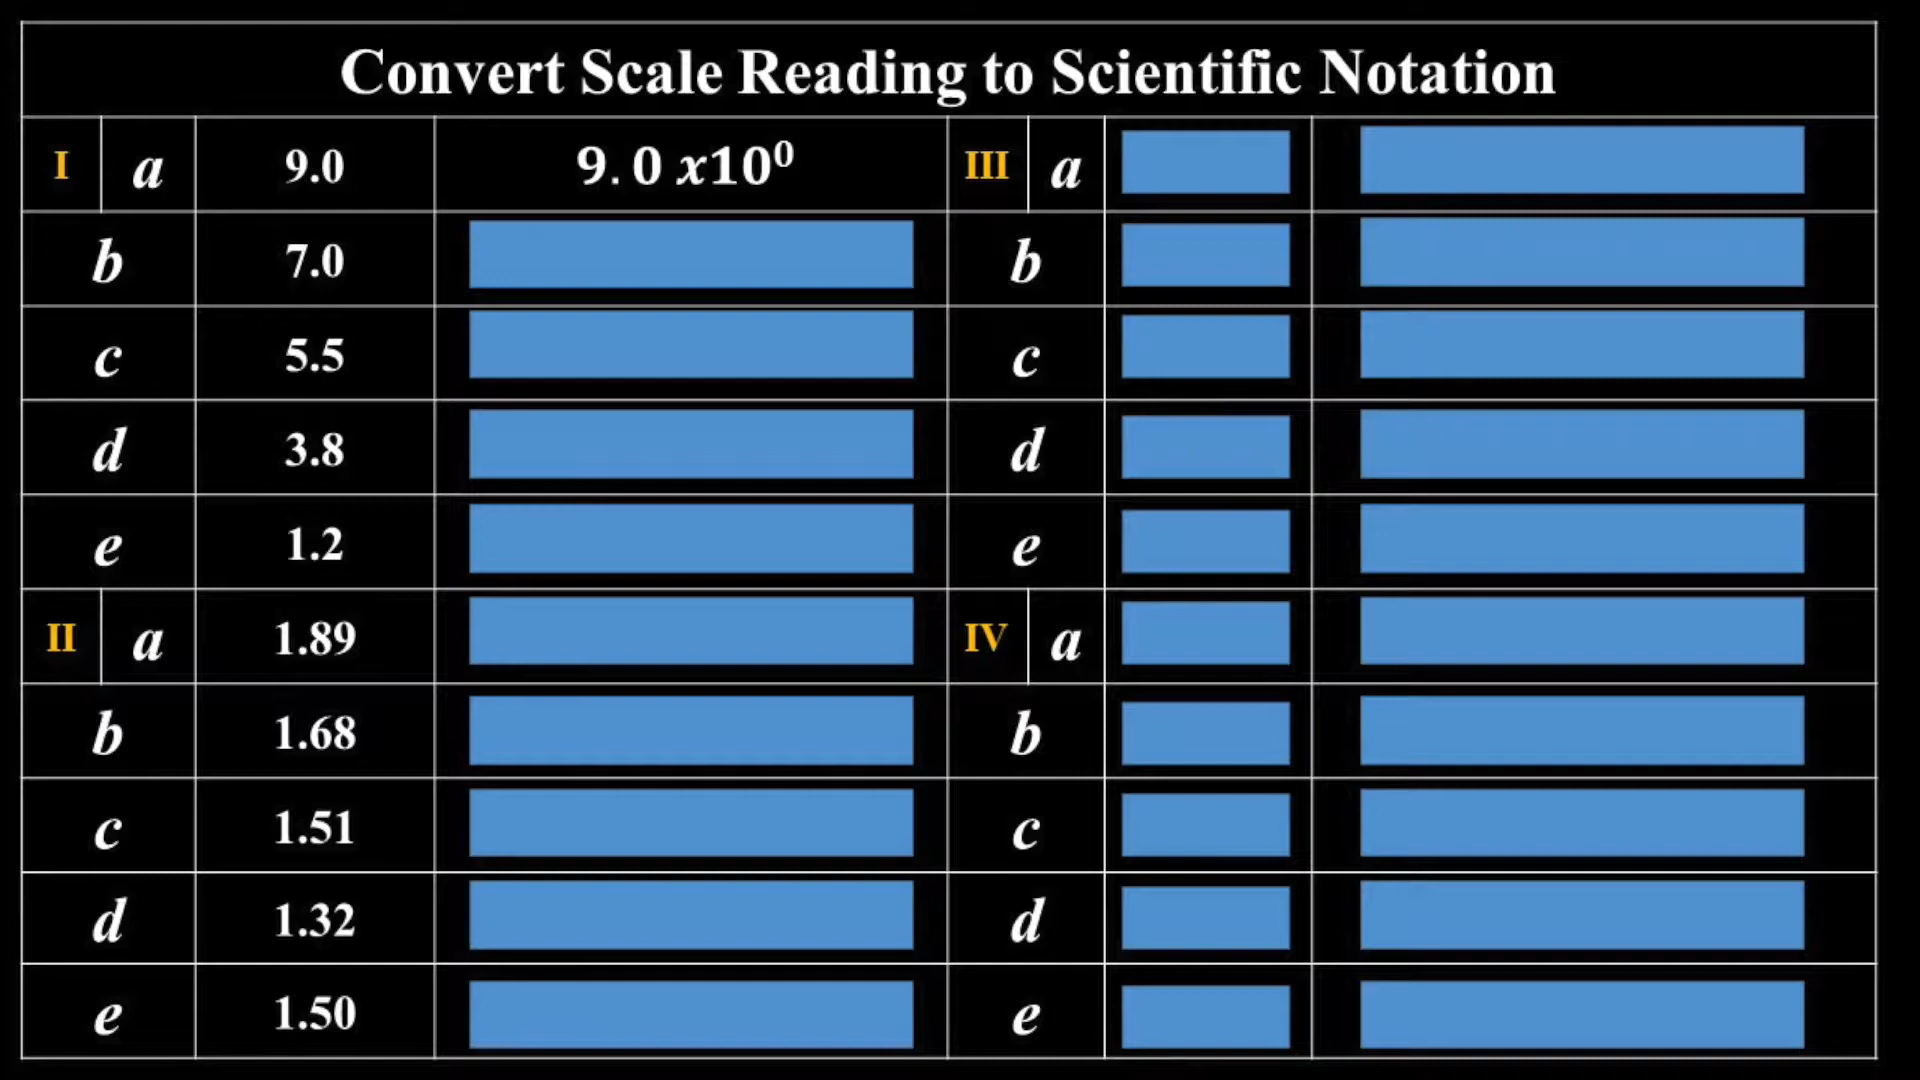 Convert Scale Reading to Scientific Notation
I a 9.0 9.0 x10⁰ III a
b 7.0 b
c 5.5 c
d 3.8 d
e 1.2 e
II a 1.89 IV a
b 1.68 b
c 1.51 c
d 1.32 d
e 1.50 e